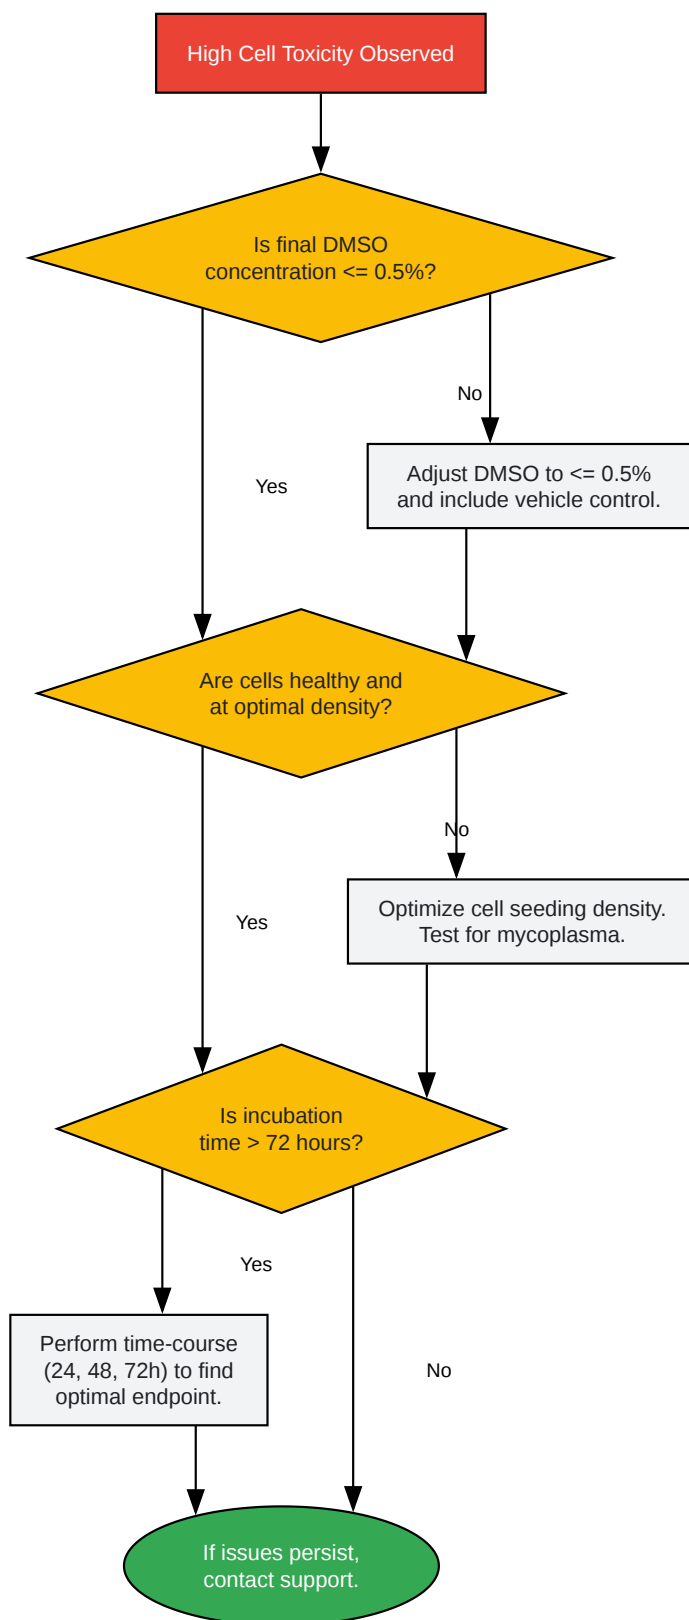 High Cell Toxicity Observed
Is final DMSO
concentration <= 0.5%?
No
Adjust DMSO to <= 0.5%
and include vehicle control.
Yes
Are cells healthy and
at optimal density?
No
Optimize cell seeding density.
Test for mycoplasma.
Yes
Is incubation
time > 72 hours?
Yes
Perform time-course
(24, 48, 72h) to find
optimal endpoint.
No
If issues persist,
contact support.